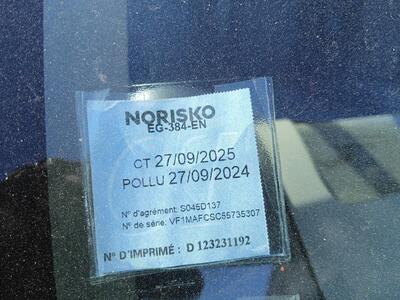 NORISKO
EG-384-EN
CT 27/09/2025
POLLU 27/09/2024
N° d'agrément: S045D137
N° de série: VF1MAFCSC55735307
N° D'IMPRIMÉ : D 123231192